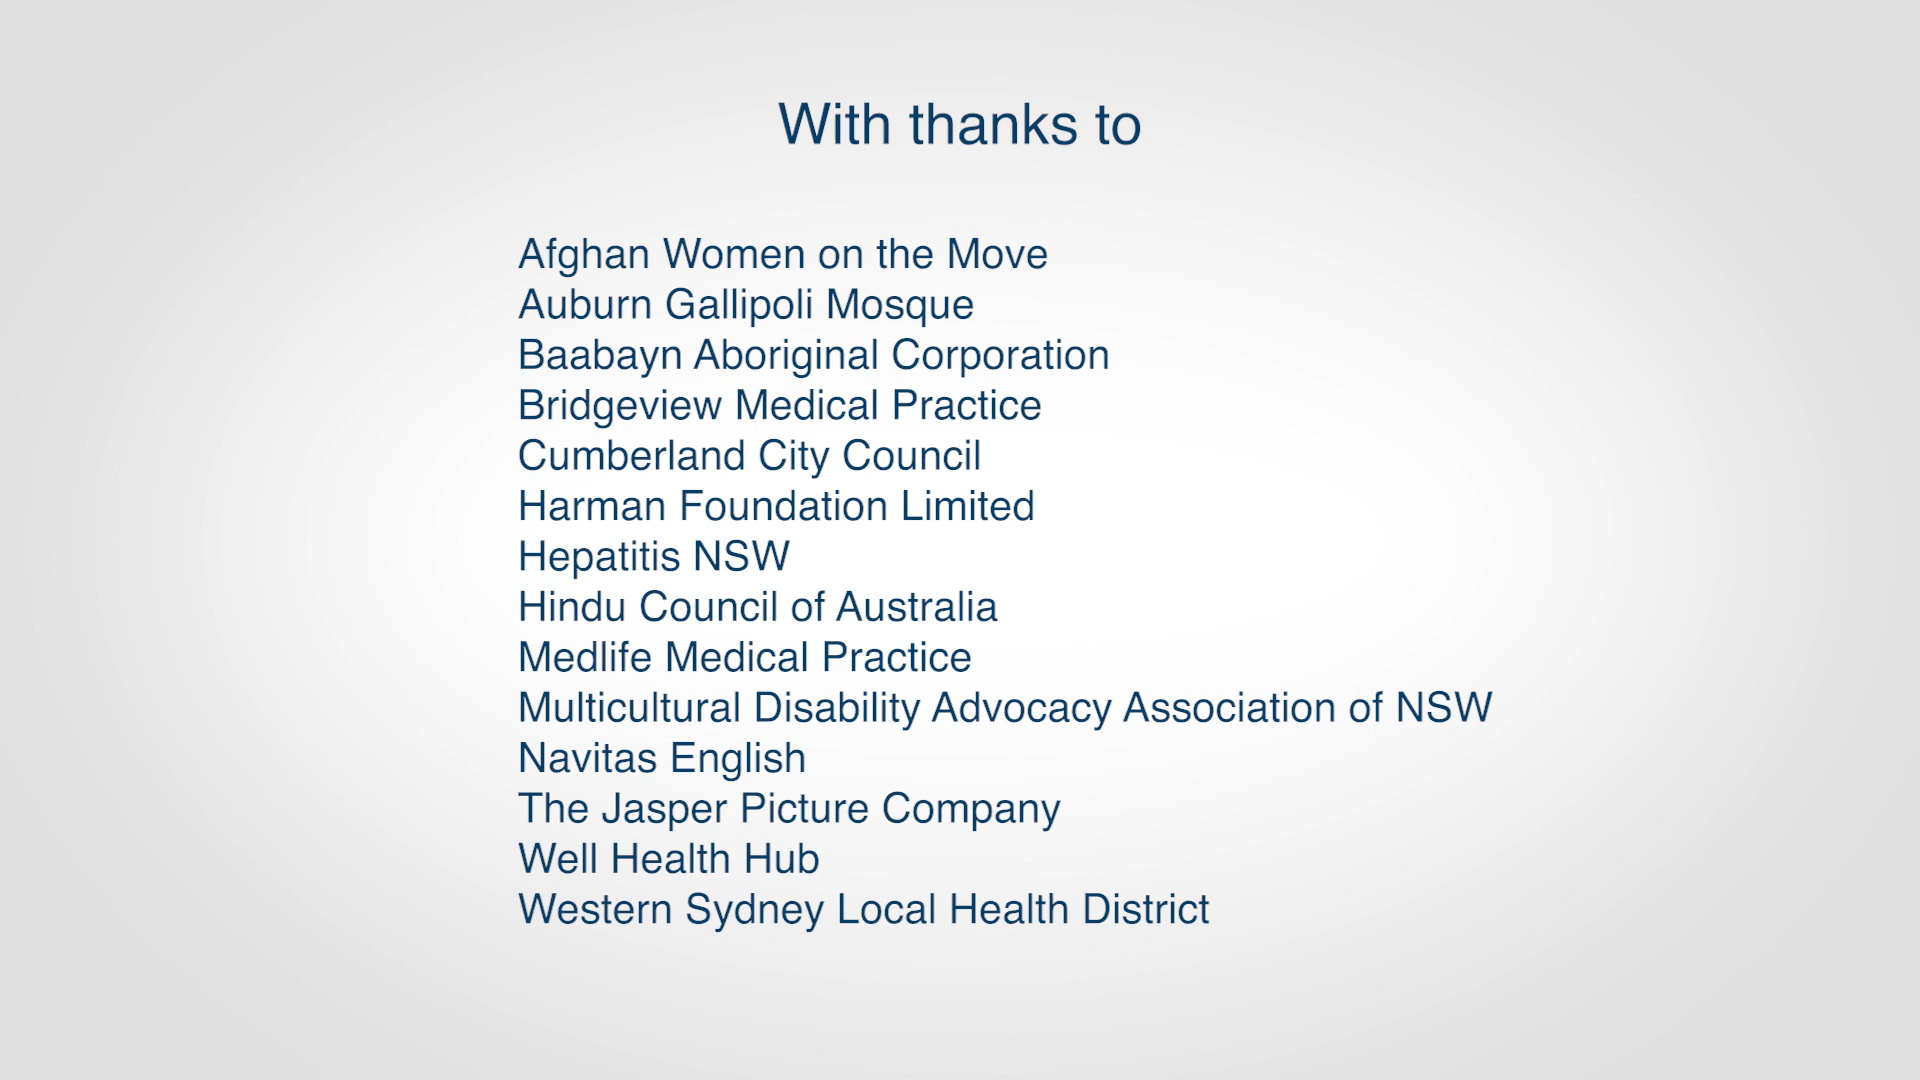 With thanks to
Afghan Women on the Move
Auburn Gallipoli Mosque
Baabayn Aboriginal Corporation
Bridgeview Medical Practice
Cumberland City Council
Harman Foundation Limited
Hepatitis NSW
Hindu Council of Australia
Medlife Medical Practice
Multicultural Disability Advocacy Association of NSW
Navitas English
The Jasper Picture Company
Well Health Hub
Western Sydney Local Health District